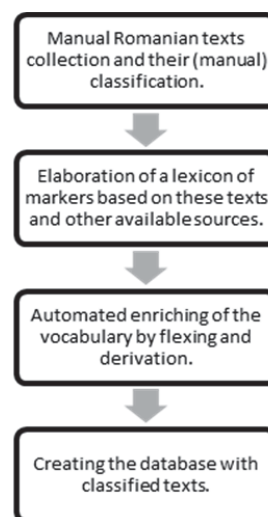 Manual Romanian texts
collection and their (manual)
classification.
Elaboration of a lexicon of
markers based on these texts
and other available sources.
Automated enriching of the
vocabulary by flexing and
derivation.
Creating the database with
classified texts.